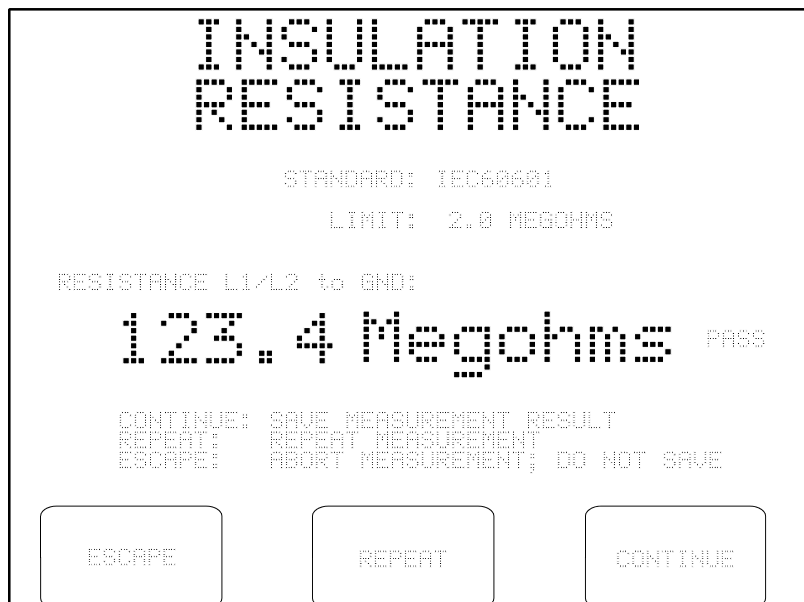 INSULATION
RESISTANCE
STANDARD: IEC60601
LIMIT: 2.0 MEGOHMS
RESISTANCE L1/L2 to GND:
123.4 Megohms PASS
CONTINUE: SAVE MEASUREMENT RESULT
REPEAT: REPEAT MEASUREMENT
ESCAPE: ABORT MEASUREMENT; DO NOT SAVE
ESCAPE REPEAT CONTINUE